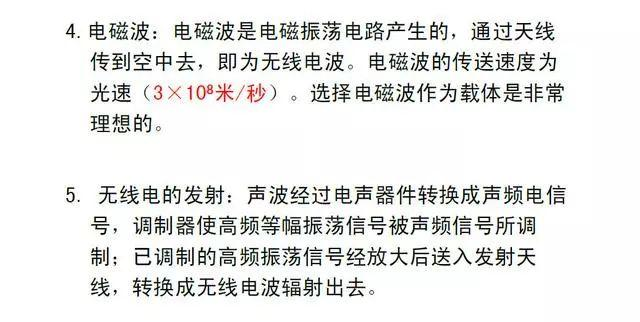 4. 电磁波：电磁波是电磁振荡电路产生的，通过天线
传到空中去，即为无线电波。电磁波的传送速度为
光速（3×10⁸米/秒）。选择电磁波作为载体是非常
理想的。
5. 无线电的发射：声波经过电声器件转换成声频电信
号，调制器使高频等幅振荡信号被声频信号所调
制；已调制的高频振荡信号经放大后送入发射天
线，转换成无线电波辐射出去。